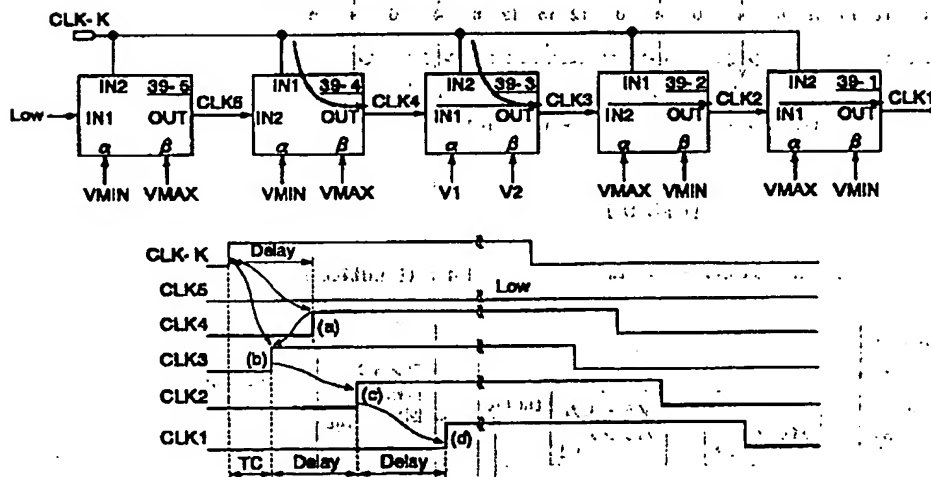 CLK-K
IN2 39-5
IN1 39-4
IN2 39-3
IN1 39-2
IN2 39-1
Low
IN1 OUT
CLK5
IN2 OUT
CLK4
IN1 OUT
CLK3
IN2 OUT
CLK2
IN1 OUT
CLK1
α β
α β
α β
α β
α β
VMIN VMAX
VMIN VMAX
V1 V2
VMAX VMIN
VMAX VMIN
CLK-K
Delay
CLK5
Low
CLK4
(a)
CLK3
(b)
CLK2
(c)
CLK1
(d)
TC Delay Delay